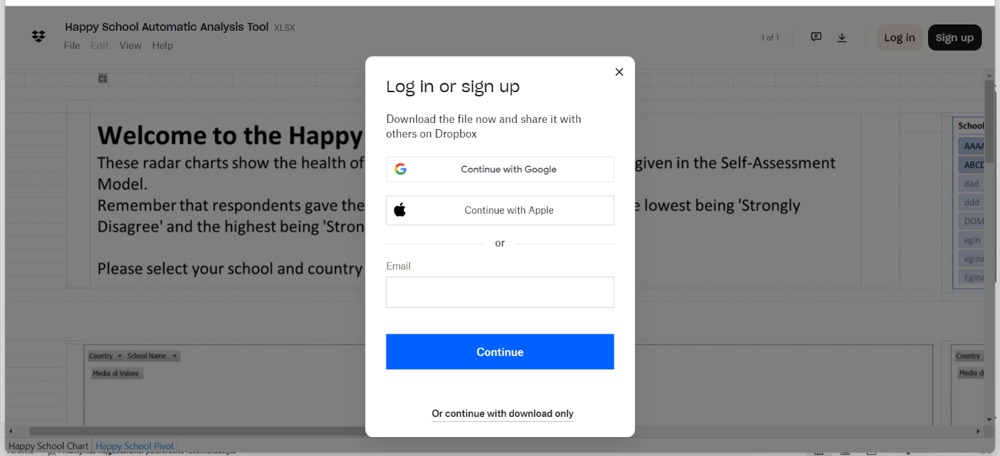 Happy School Automatic Analysis Tool XLSX
File Edit View Help
1 of 1
Log in
Sign up
C1
Welcome to the Happy
These radar charts show the health of
given in the Self-Assessment
Model.
Remember that respondents gave the
lowest being 'Strongly
Disagree' and the highest being 'Stron
Please select your school and country
School
AAAA
ABCD
dad
ddd
DOM
egin
egina
Egina
Log in or sign up
Download the file now and share it with
others on Dropbox
Continue with Google
Continue with Apple
or
Email
Continue
Or continue with download only
Country School Name
Media di Valore
Country
Media di
Happy School Chart Happy School Pivot